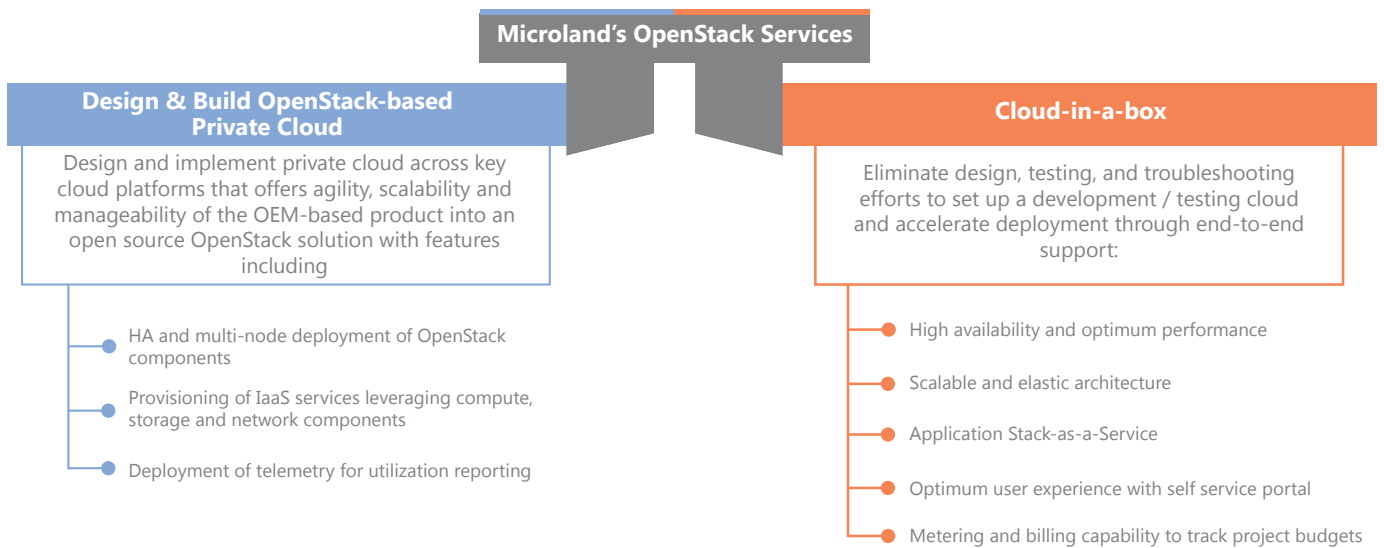 Microland’s OpenStack Services
Design & Build OpenStack-based
Private Cloud
Design and implement private cloud across key
cloud platforms that offers agility, scalability and
manageability of the OEM-based product into an
open source OpenStack solution with features
including
HA and multi-node deployment of OpenStack
components
Provisioning of IaaS services leveraging compute,
storage and network components
Deployment of telemetry for utilization reporting
Cloud-in-a-box
Eliminate design, testing, and troubleshooting
efforts to set up a development / testing cloud
and accelerate deployment through end-to-end
support:
High availability and optimum performance
Scalable and elastic architecture
Application Stack-as-a-Service
Optimum user experience with self service portal
Metering and billing capability to track project budgets